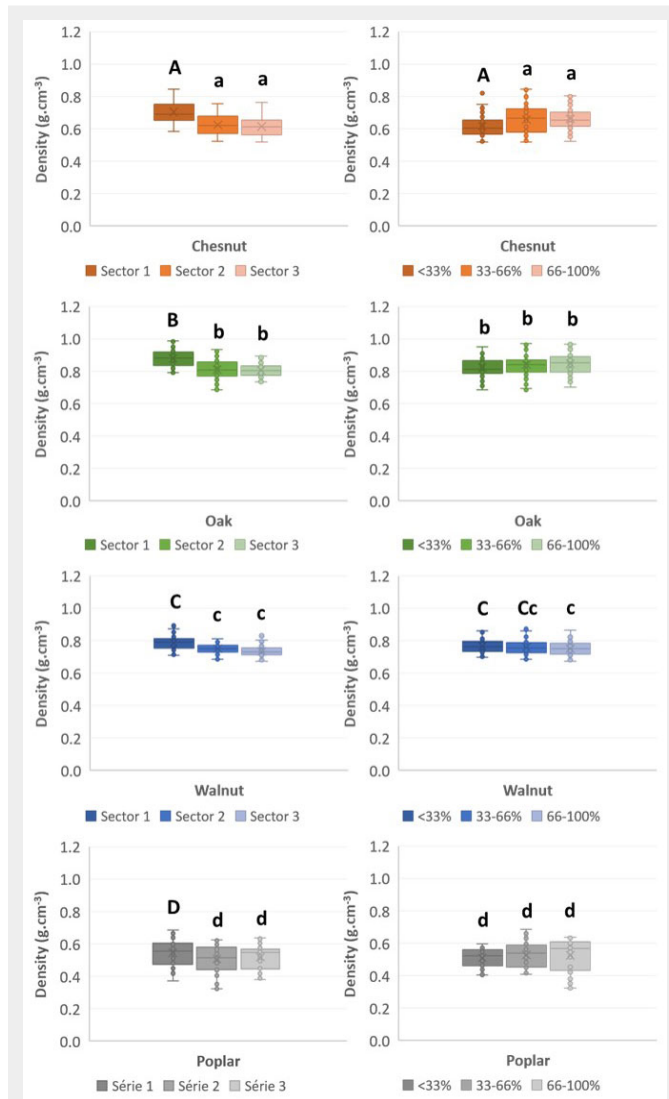 1.2
1.0
0.8
0.6
0.4
0.2
0.0
Density (g.cm-3)
A a a
Chesnut
Sector 1 Sector 2 Sector 3
1.2
1.0
0.8
0.6
0.4
0.2
0.0
Density (g.cm-3)
A a a
Chesnut
<33% 33-66% 66-100%
1.2
1.0
0.8
0.6
0.4
0.2
0.0
Density (g.cm-3)
B b b
Oak
Sector 1 Sector 2 Sector 3
1.2
1.0
0.8
0.6
0.4
0.2
0.0
Density (g.cm-3)
b b b
Oak
<33% 33-66% 66-100%
1.2
1.0
0.8
0.6
0.4
0.2
0.0
Density (g.cm-3)
C c c
Walnut
Sector 1 Sector 2 Sector 3
1.2
1.0
0.8
0.6
0.4
0.2
0.0
Density (g.cm-3)
C Cc c
Walnut
<33% 33-66% 66-100%
1.2
1.0
0.8
0.6
0.4
0.2
0.0
Density (g.cm-3)
D d d
Poplar
Série 1 Série 2 Série 3
1.2
1.0
0.8
0.6
0.4
0.2
0.0
Density (g.cm-3)
d d d
Poplar
<33% 33-66% 66-100%